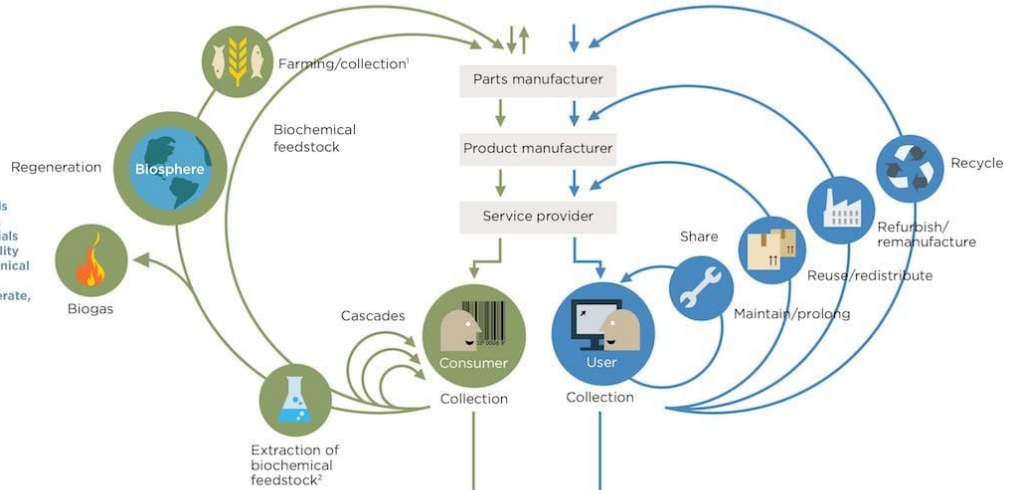 Farming/collection¹
Parts manufacturer
Biochemical
feedstock
Product manufacturer
Regeneration
Biosphere
Recycle
Service provider
Share
Refurbish/
remanufacture
Reuse/redistribute
Biogas
Maintain/prolong
Cascades
Consumer
User
Collection
Collection
Extraction of
biochemical
feedstock²